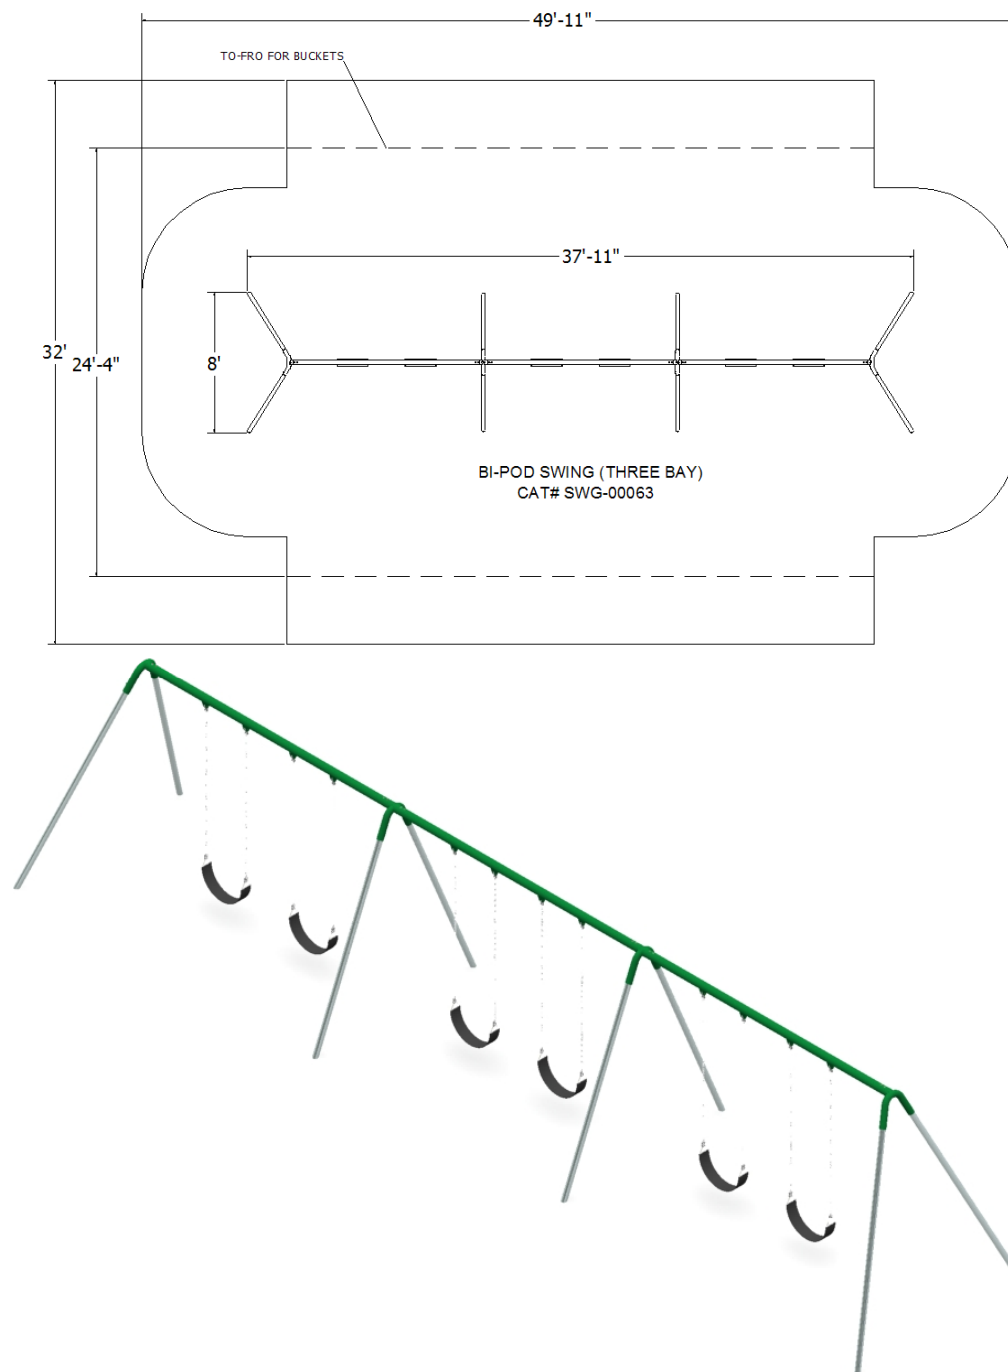 49'-11"
TO-FRO FOR BUCKETS
37'-11"
32'
24'-4"
8'
BI-POD SWING (THREE BAY)
CAT# SWG-00063